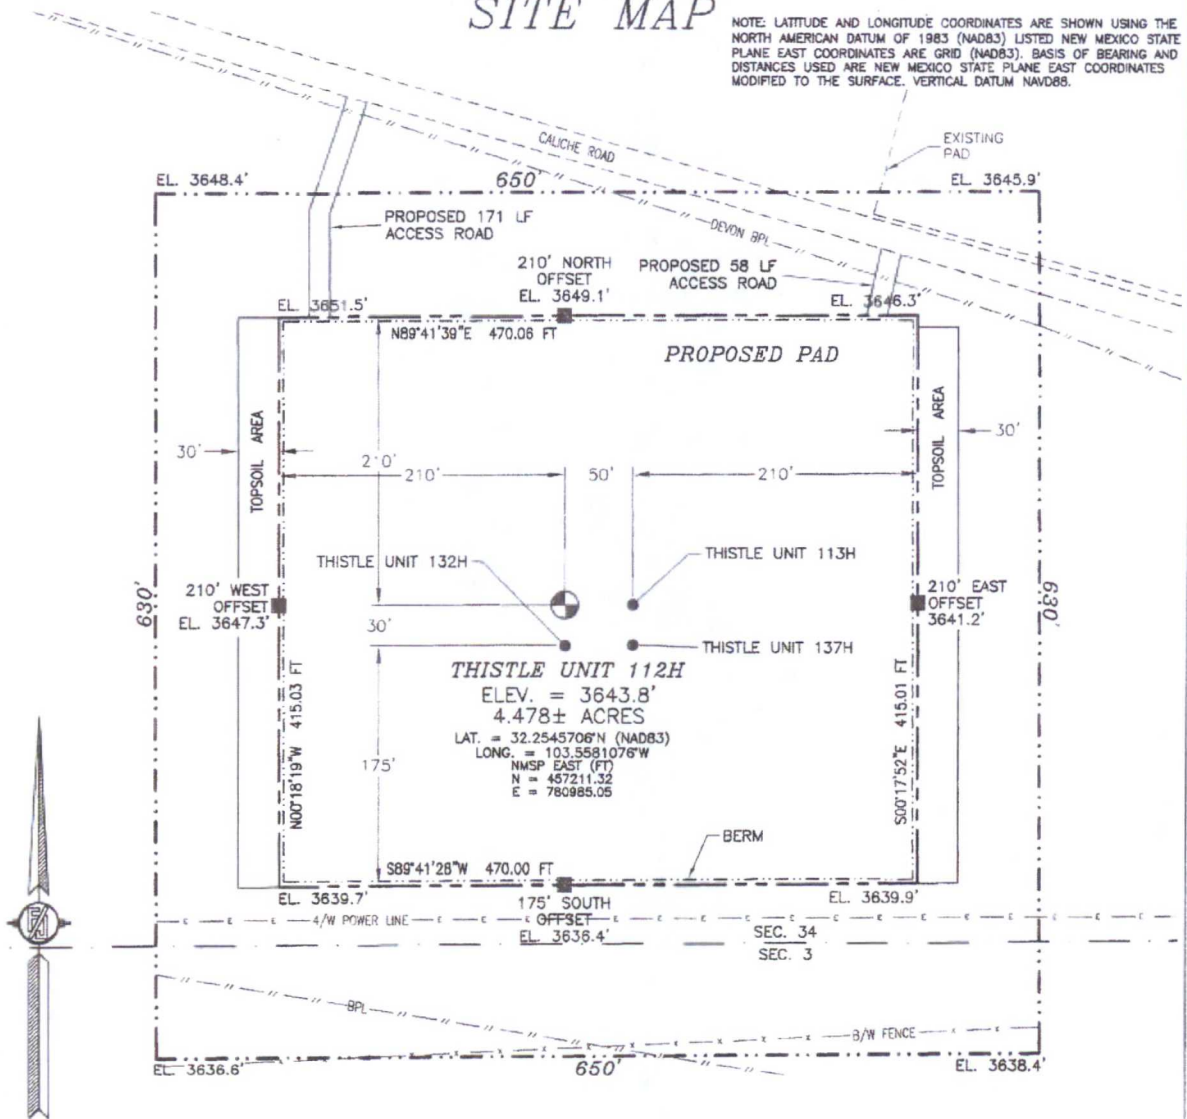 SITE MAP
NOTE: LATITUDE AND LONGITUDE COORDINATES ARE SHOWN USING THE
NORTH AMERICAN DATUM OF 1983 (NAD83) LISTED NEW MEXICO STATE
PLANE EAST COORDINATES ARE GRID (NAD83). BASIS OF BEARING AND
DISTANCES USED ARE NEW MEXICO STATE PLANE EAST COORDINATES
MODIFIED TO THE SURFACE. VERTICAL DATUM NAVD88.
CALICHE ROAD
EXISTING
PAD
EL. 3648.4'
650'
EL. 3645.9'
PROPOSED 171 LF
ACCESS ROAD
DEVON BPL
210' NORTH
OFFSET
EL. 3649.1'
PROPOSED 58 LF
ACCESS ROAD
EL. 3651.5'
EL. 3646.3'
N89°41'39"E 470.06 FT
PROPOSED PAD
TOPSOIL AREA
TOPSOIL AREA
30'
30'
210'
210'
50'
210'
THISTLE UNIT 132H
THISTLE UNIT 113H
630'
210' WEST
OFFSET
EL. 3647.3'
210' EAST
OFFSET
3641.2'
630'
30'
THISTLE UNIT 137H
THISTLE UNIT 112H
ELEV. = 3643.8'
4.478± ACRES
LAT. = 32.2545706°N (NAD83)
LONG. = 103.5581076°W
NMSP EAST (FT)
N = 457211.32
E = 780985.05
N00°18'19"W 415.03 FT
S00°17'52"E 415.01 FT
175'
BERM
S89°41'28"W 470.00 FT
EL. 3639.7'
175' SOUTH
OFFSET
EL. 3636.4'
EL. 3639.9'
4/W POWER LINE
SEC. 34
SEC. 3
BPL
B/W FENCE
EL. 3636.6'
650'
EL. 3638.4'